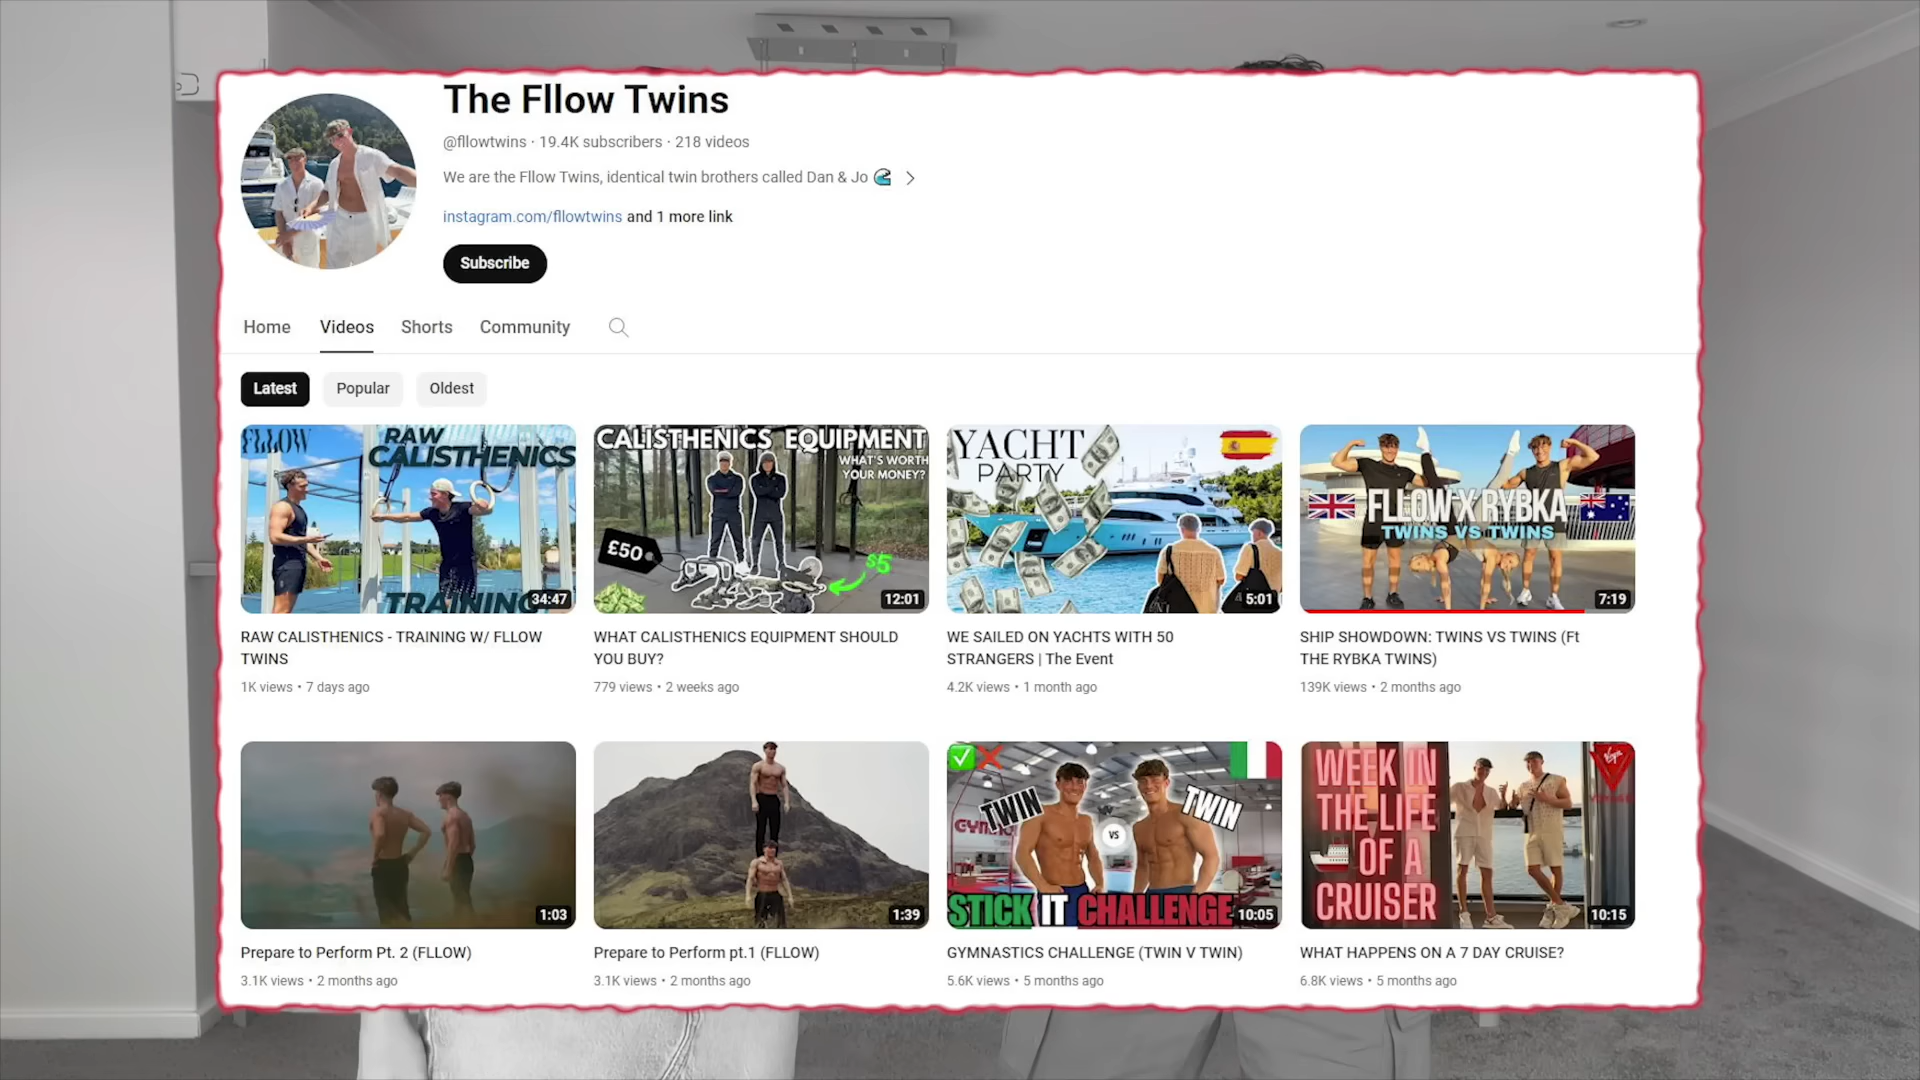 The Fllow Twins
@fllowtwins · 19.4K subscribers · 218 videos
We are the Fllow Twins, identical twin brothers called Dan & Jo
instagram.com/fllowtwins and 1 more link
Subscribe
Home Videos Shorts Community
Latest Popular Oldest
FLLOW
RAW
CALISTHENICS
TRAINING
34:47
CALISTHENICS EQUIPMENT
WHAT'S WORTH
YOUR MONEY?
£50
$5
12:01
YACHT
PARTY
5:01
FLLOW X RYBKA
TWINS VS TWINS
7:19
RAW CALISTHENICS - TRAINING W/ FLLOW
TWINS
1K views • 7 days ago
WHAT CALISTHENICS EQUIPMENT SHOULD
YOU BUY?
779 views • 2 weeks ago
WE SAILED ON YACHTS WITH 50
STRANGERS | The Event
4.2K views • 1 month ago
SHIP SHOWDOWN: TWINS VS TWINS (Ft
THE RYBKA TWINS)
139K views • 2 months ago
1:03
1:39
TWIN
VS
TWIN
STICK IT CHALLENGE
10:05
WEEK IN
THE LIFE
OF A
CRUISER
10:15
Prepare to Perform Pt. 2 (FLLOW)
3.1K views • 2 months ago
Prepare to Perform pt.1 (FLLOW)
3.1K views • 2 months ago
GYMNASTICS CHALLENGE (TWIN V TWIN)
5.6K views • 5 months ago
WHAT HAPPENS ON A 7 DAY CRUISE?
6.8K views • 5 months ago